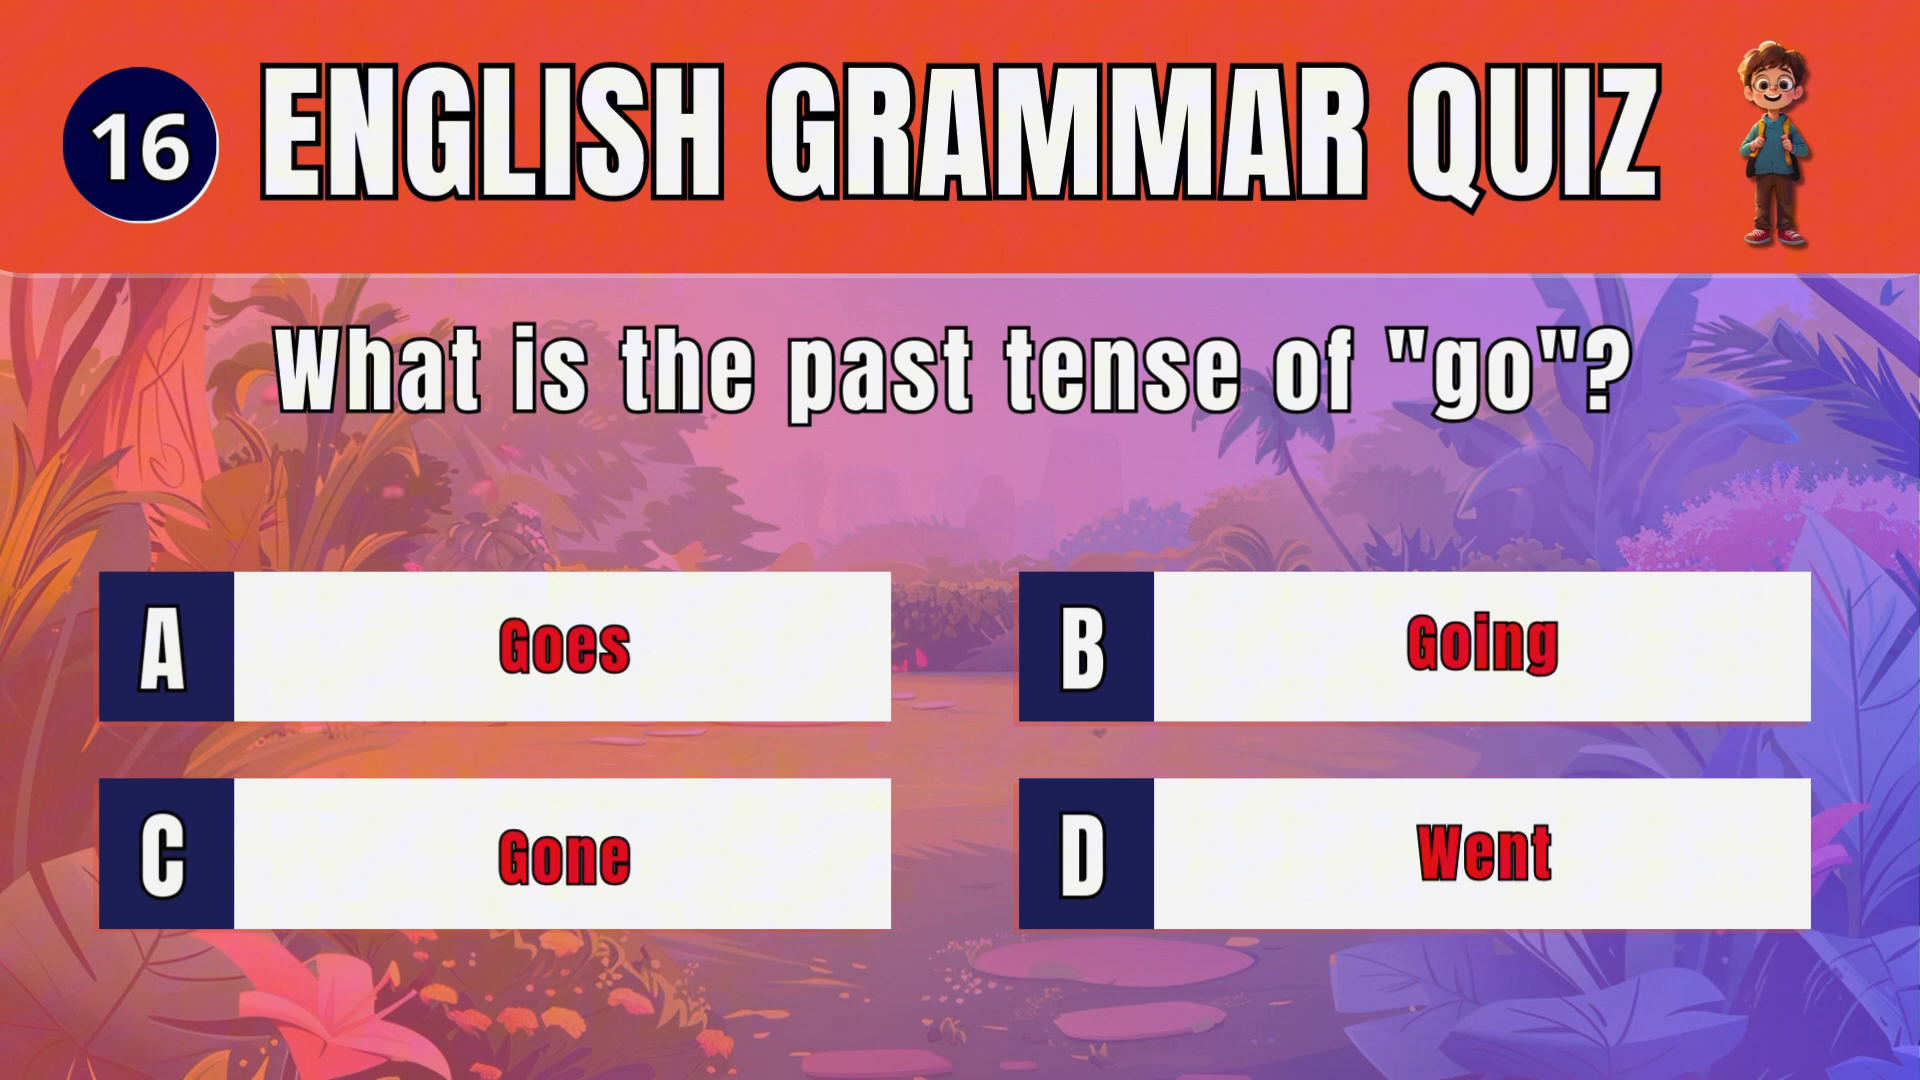 16
ENGLISH GRAMMAR QUIZ
What is the past tense of "go"?
A Goes
B Going
C Gone
D Went